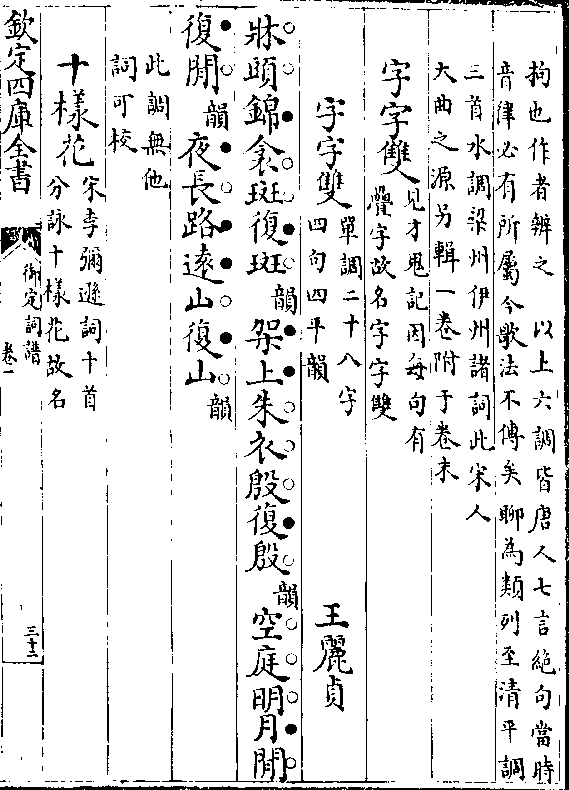 拘也作者辨之　以上六調皆唐人七言絶句當時
音律必有所屬今歌法不傳矣聊為類列至清平調
三首水調梁州伊州諸詞此宋人
大曲之源另輯一卷附于卷末
字字雙
見才鬼記因每句有
疊字故名字字雙
字字雙
單調二十八字
四句四平韻
王麗貞
牀頭錦衾斑復斑韻架上朱衣殷復殷韻空庭明月閒
復閒韻夜長路遠山復山韻
此調無他
詞可校
十樣花
宋李彌遜詞十首
分詠十樣花故名
欽定四庫全書
御定詞譜
卷一
三十二